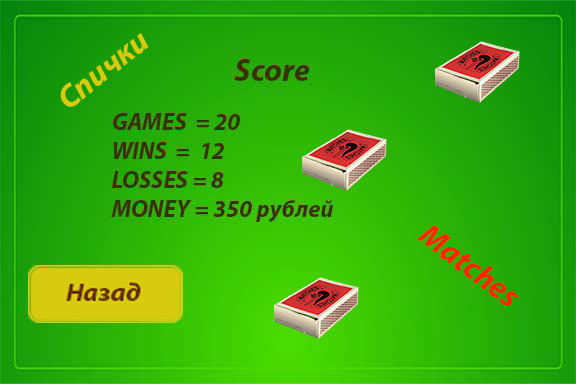 Спички
Score
GAMES = 20
WINS = 12
LOSSES = 8
MONEY = 350 рублей
Matches
Назад